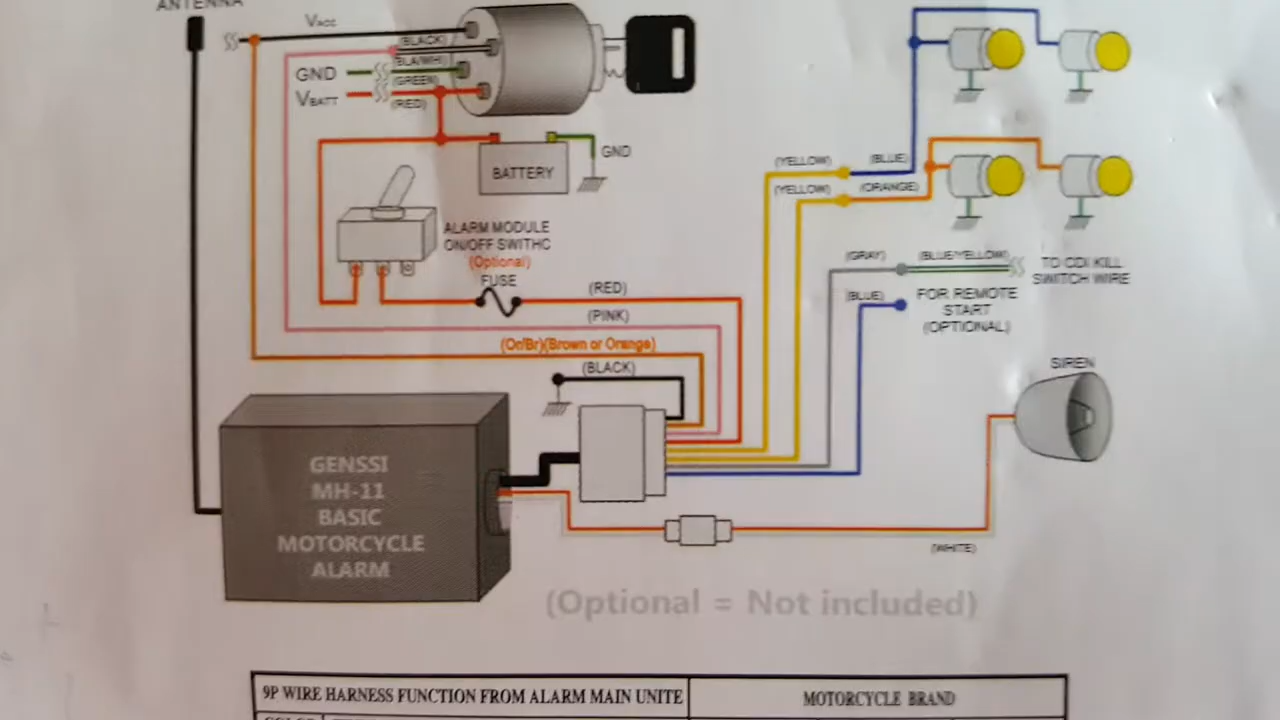 ANTENNA
VACC
(BLACK)
(BLA/WH)
GND
(GREEN)
VBATT
(RED)
BATTERY
GND
ALARM MODULE
ON/OFF SWITHC
(Optional)
FUSE
(RED)
(PINK)
(Or/Br)(Brown or Orange)
(BLACK)
(YELLOW)
(BLUE)
(YELLOW)
(ORANGE)
(GRAY)
(BLUE/YELLOW)
TO CDI KILL
SWITCH WIRE
(BLUE)
FOR REMOTE
START
(OPTIONAL)
SIREN
GENSSI
MH-11
BASIC
MOTORCYCLE
ALARM
(WHITE)
(Optional = Not included)
9P WIRE HARNESS FUNCTION FROM ALARM MAIN UNITE
MOTORCYCLE BRAND